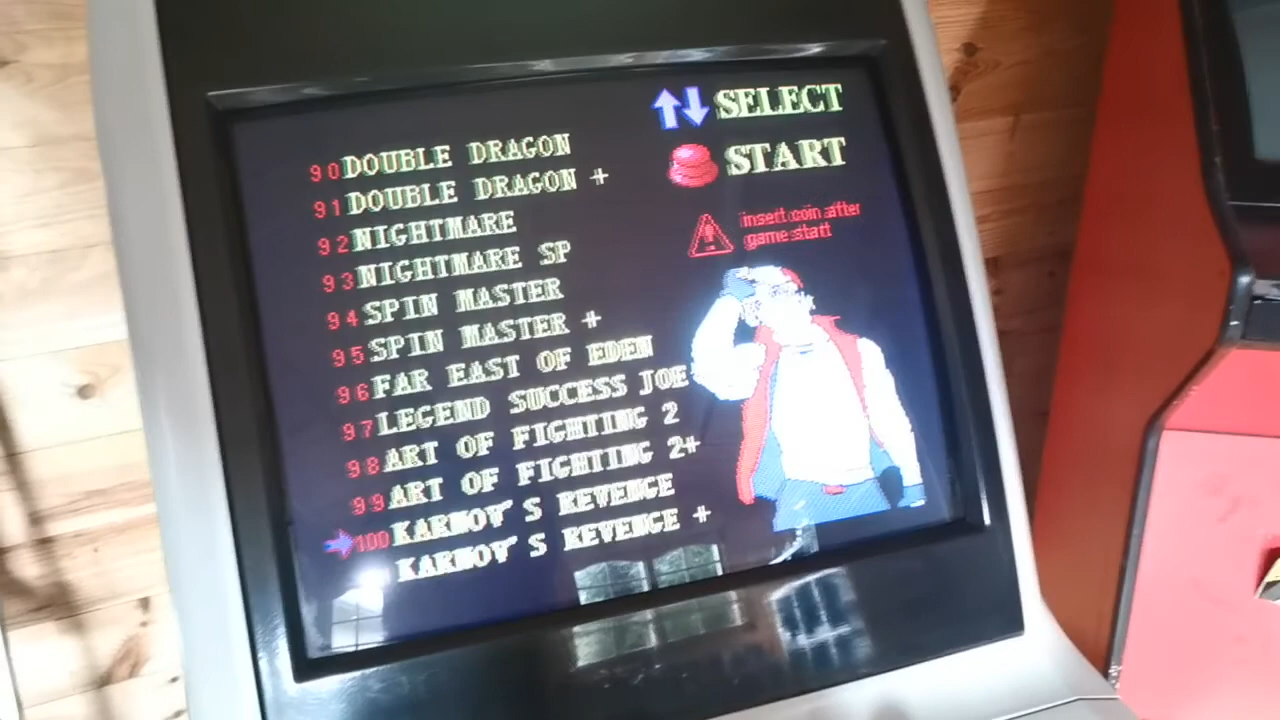 90 DOUBLE DRAGON
91 DOUBLE DRAGON +
92 NIGHTMARE
93 NIGHTMARE SP
94 SPIN MASTER
95 SPIN MASTER +
96 FAR EAST OF EDEN
97 LEGEND SUCCESS JOE
98 ART OF FIGHTING 2
99 ART OF FIGHTING 2+
100 KARNOV'S REVENGE
KARNOV'S REVENGE +
SELECT
START
insert coin after
game start